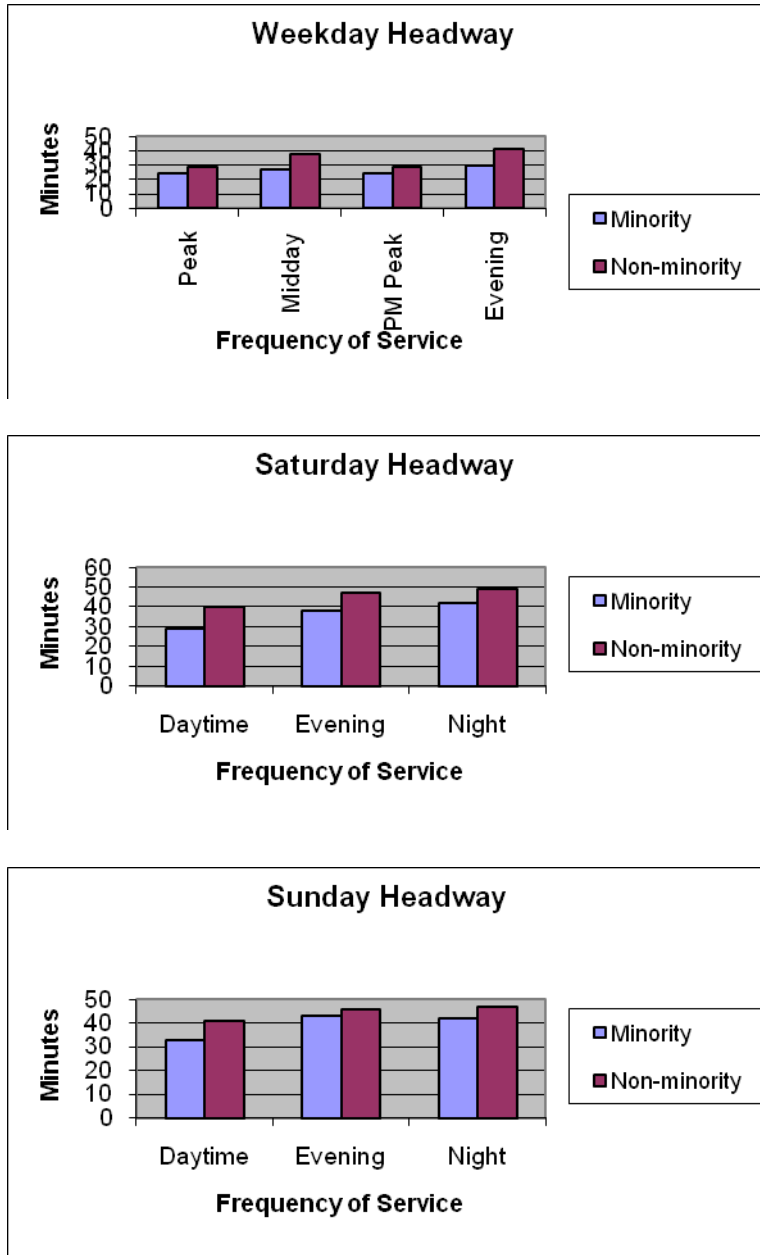 Weekday Headway
Minutes
50
40
30
20
10
0
Peak
Midday
PM Peak
Evening
Frequency of Service
Minority
Non-minority
Saturday Headway
Minutes
60
50
40
30
20
10
0
Daytime Evening Night
Frequency of Service
Minority
Non-minority
Sunday Headway
Minutes
50
40
30
20
10
0
Daytime Evening Night
Frequency of Service
Minority
Non-minority